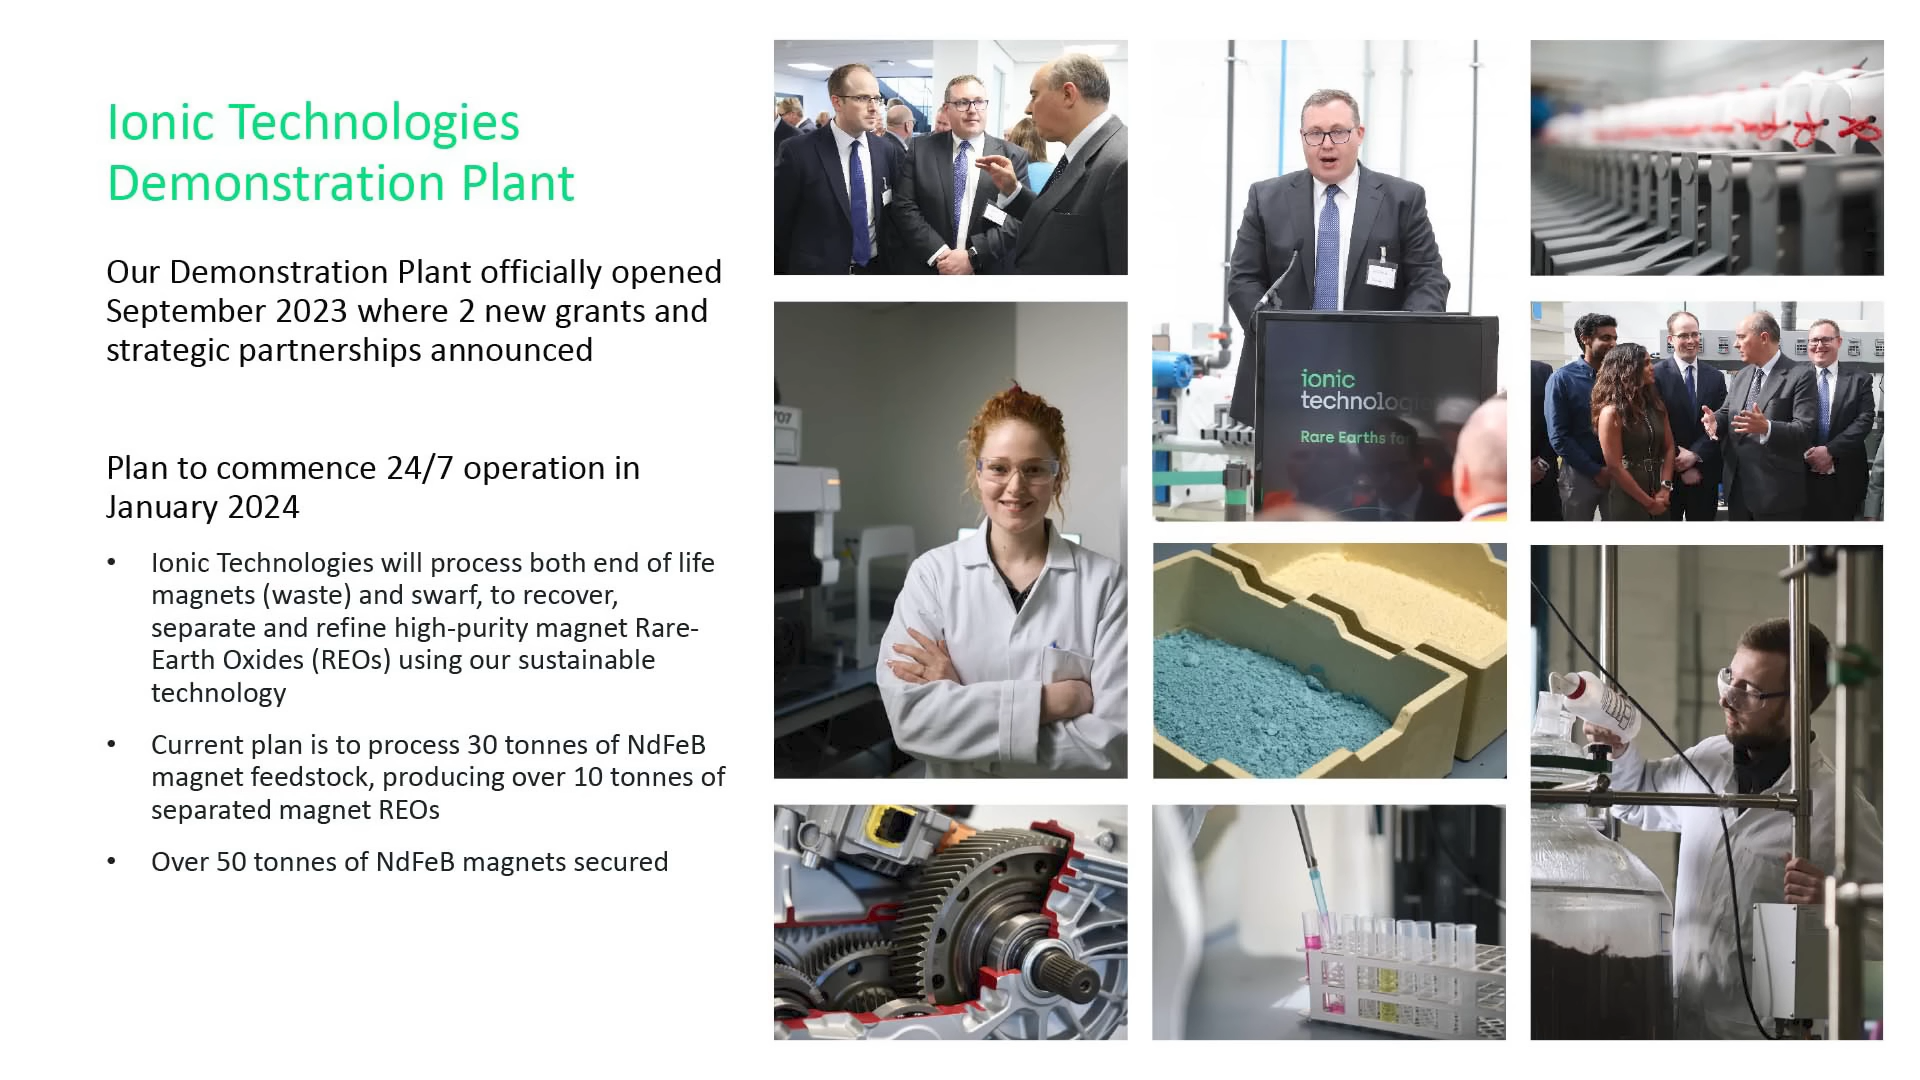 Ionic Technologies
Demonstration Plant
Our Demonstration Plant officially opened
September 2023 where 2 new grants and
strategic partnerships announced
Plan to commence 24/7 operation in
January 2024
• Ionic Technologies will process both end of life
magnets (waste) and swarf, to recover,
separate and refine high-purity magnet Rare-
Earth Oxides (REOs) using our sustainable
technology
• Current plan is to process 30 tonnes of NdFeB
magnet feedstock, producing over 10 tonnes of
separated magnet REOs
• Over 50 tonnes of NdFeB magnets secured
ionic
technolog
Rare Earths fo
707